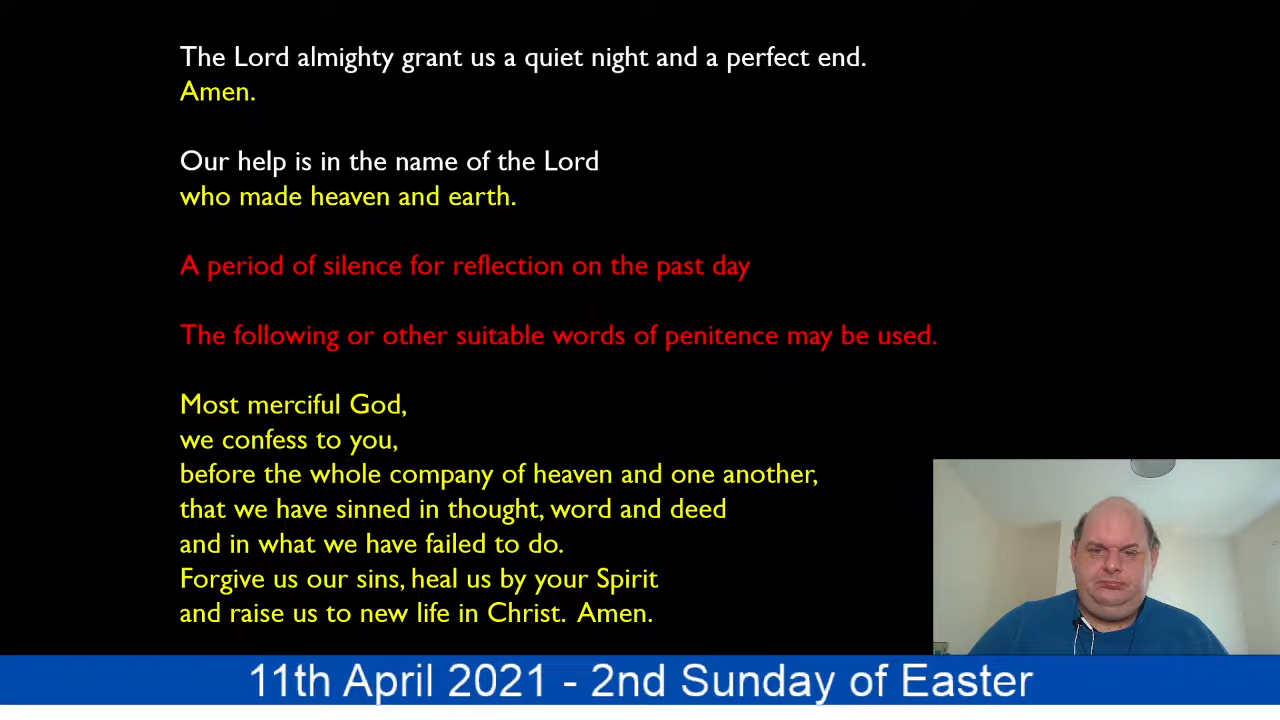 The Lord almighty grant us a quiet night and a perfect end.
Amen.
Our help is in the name of the Lord
who made heaven and earth.
A period of silence for reflection on the past day
The following or other suitable words of penitence may be used.
Most merciful God,
we confess to you,
before the whole company of heaven and one another,
that we have sinned in thought, word and deed
and in what we have failed to do.
Forgive us our sins, heal us by your Spirit
and raise us to new life in Christ. Amen.
11th April 2021 - 2nd Sunday of Easter